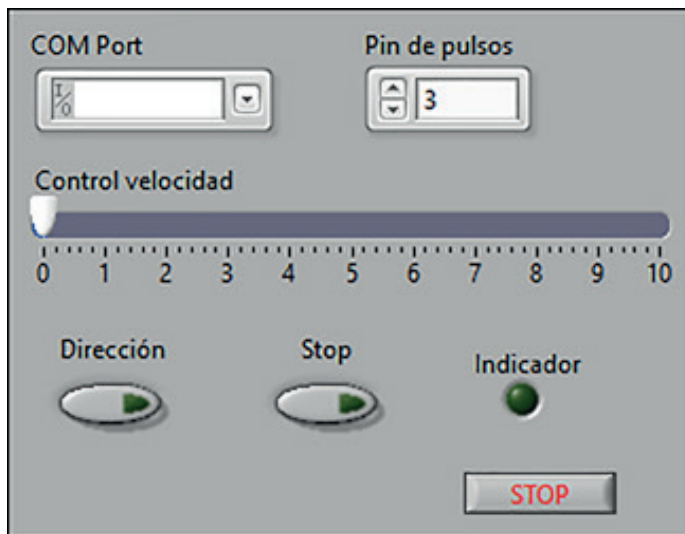 COM Port
Pin de pulsos
I/O
3
Control velocidad
0 1 2 3 4 5 6 7 8 9 10
Dirección
Stop
Indicador
STOP